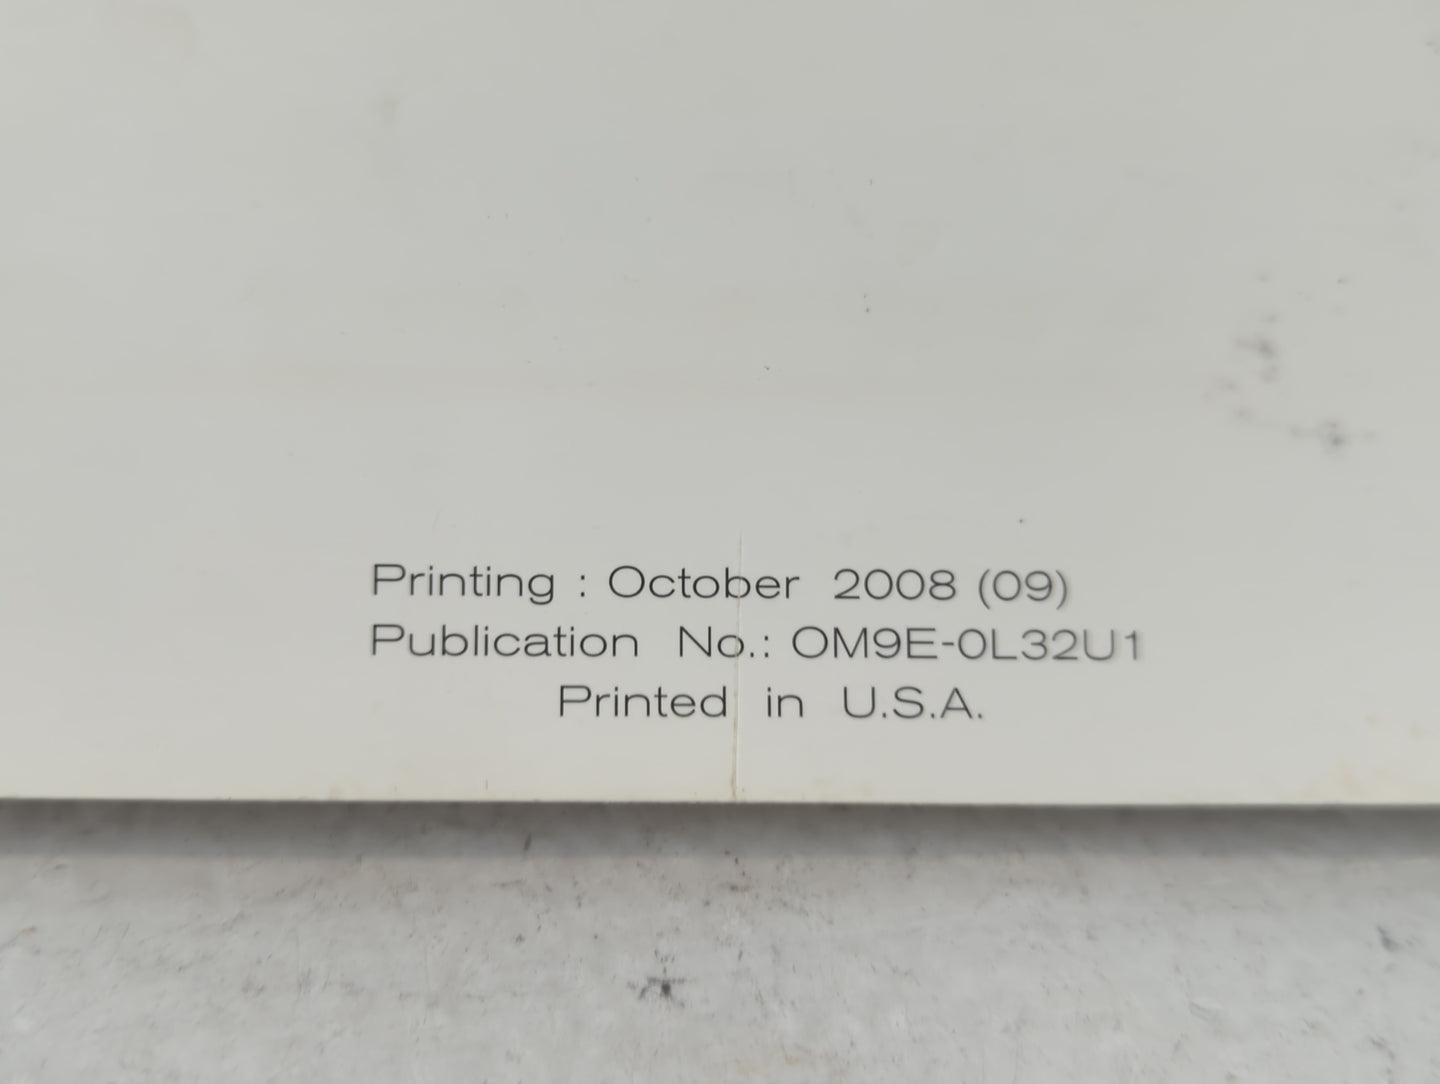 Printing : October 2008 (09)
Publication No.: OM9E-0L32U1
Printed in U.S.A.